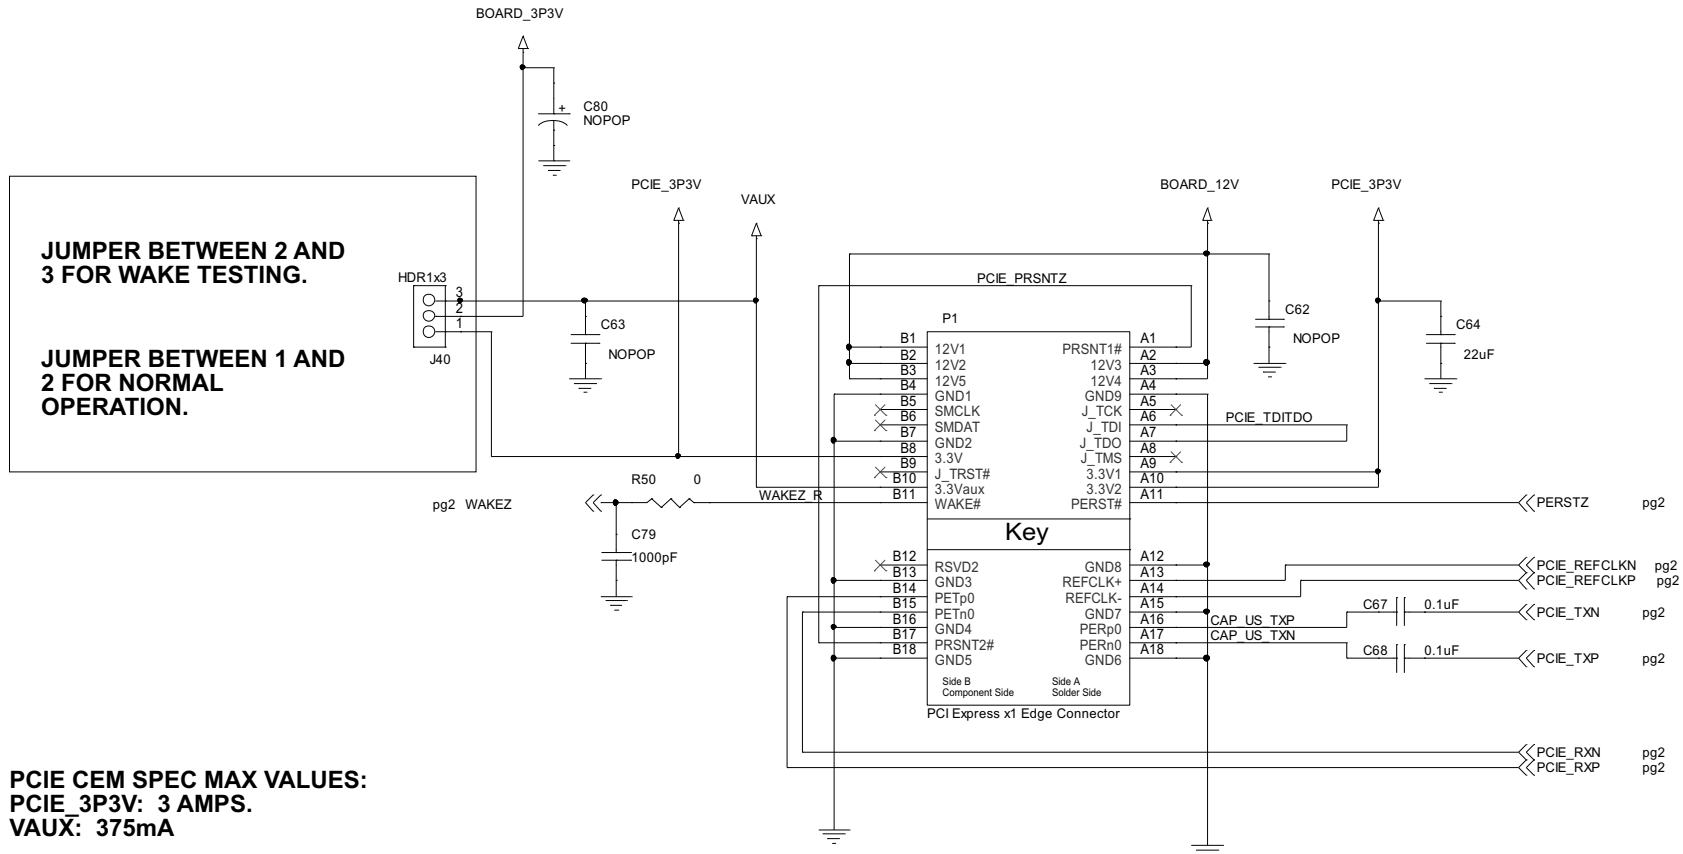 BOARD_3P3V
C80
NOPOP
+
JUMPER BETWEEN 2 AND
3 FOR WAKE TESTING.
JUMPER BETWEEN 1 AND
2 FOR NORMAL
OPERATION.
HDR1x3
3
2
1
J40
PCIE_3P3V
VAUX
C63
NOPOP
BOARD_12V
PCIE_3P3V
PCIE_PRSNTZ
C62
NOPOP
C64
22uF
P1
B1 12V1 PRSNT1# A1
B2 12V2 12V3 A2
B3 12V5 12V4 A3
B4 GND1 GND9 A4
B5 SMCLK J_TCK A5
B6 SMDAT J_TDI A6 PCIE_TDITDO
B7 GND2 J_TDO A7
B8 3.3V J_TMS A8
B9 J_TRST# 3.3V1 A9
B10 3.3Vaux 3.3V2 A10
B11 WAKE# PERST# A11
R50 0
WAKEZ_R
pg2 WAKEZ
C79
1000pF
PERSTZ pg2
Key
B12 RSVD2 GND8 A12
B13 GND3 REFCLK+ A13
B14 PETp0 REFCLK- A14
B15 PETn0 GND7 A15
B16 GND4 PERp0 A16
B17 PRSNT2# PERn0 A17
B18 GND5 GND6 A18
PCIE_REFCLKN pg2
PCIE_REFCLKP pg2
C67 0.1uF
PCIE_TXN pg2
CAP_US_TXP
CAP_US_TXN
C68 0.1uF
PCIE_TXP pg2
Side B Side A
Component Side Solder Side
PCI Express x1 Edge Connector
PCIE_RXN pg2
PCIE_RXP pg2
PCIE CEM SPEC MAX VALUES:
PCIE_3P3V: 3 AMPS.
VAUX: 375mA